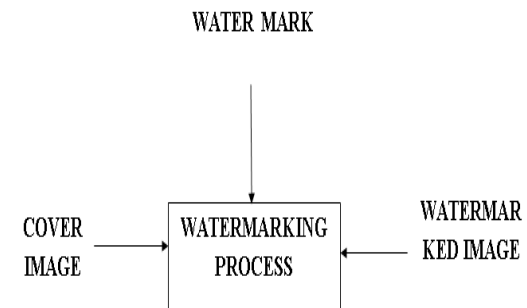 WATER MARK
COVER
IMAGE
WATERMARKING
PROCESS
WATERMAR
KED IMAGE